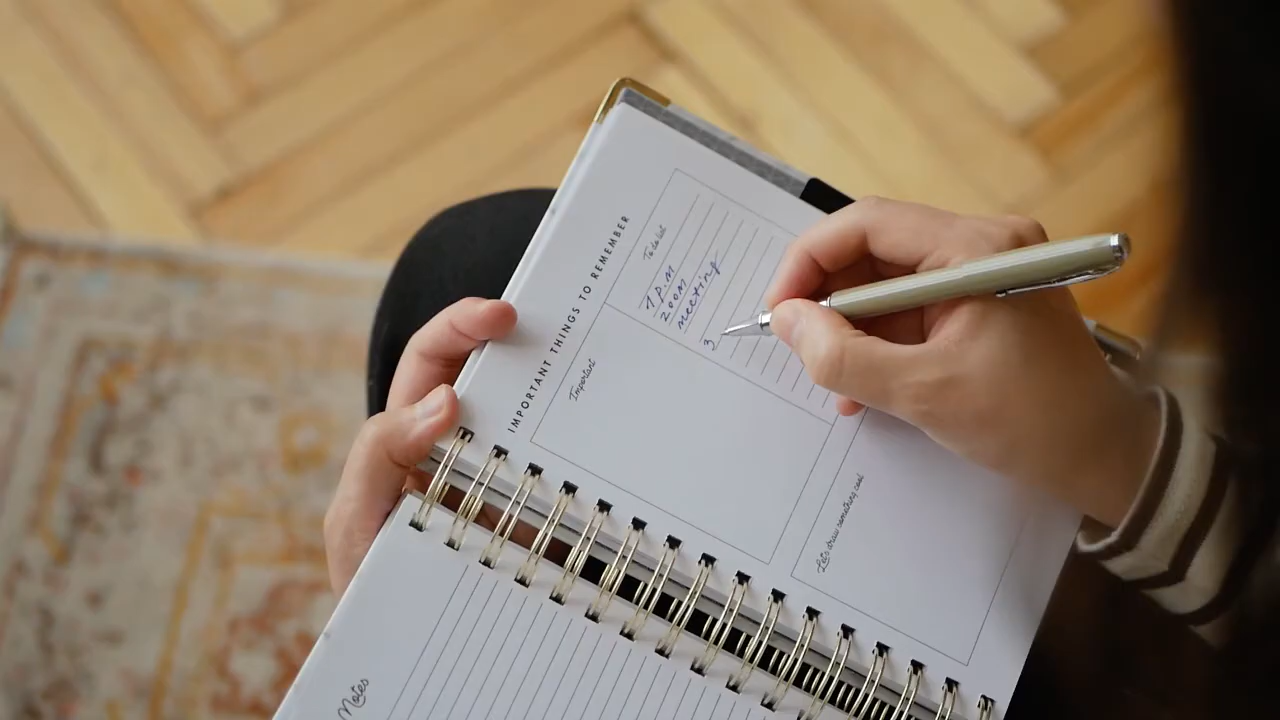 IMPORTANT THINGS TO REMEMBER
To do list
1 P.M
zoom
meeting
3
Important
Let's draw something cool
Notes